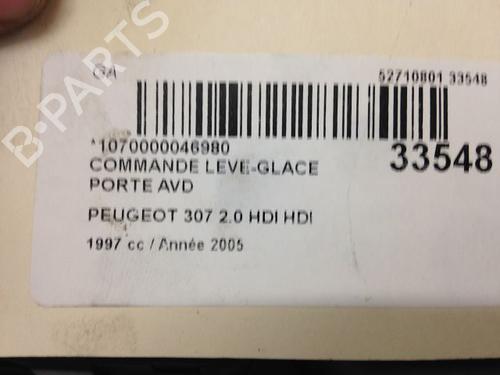 B-PARTS
GA
52710801 33548
*1070000046980
33548
COMMANDE LEVE-GLACE
PORTE AVD
PEUGEOT 307 2.0 HDI HDI
1997 cc / Année 2005